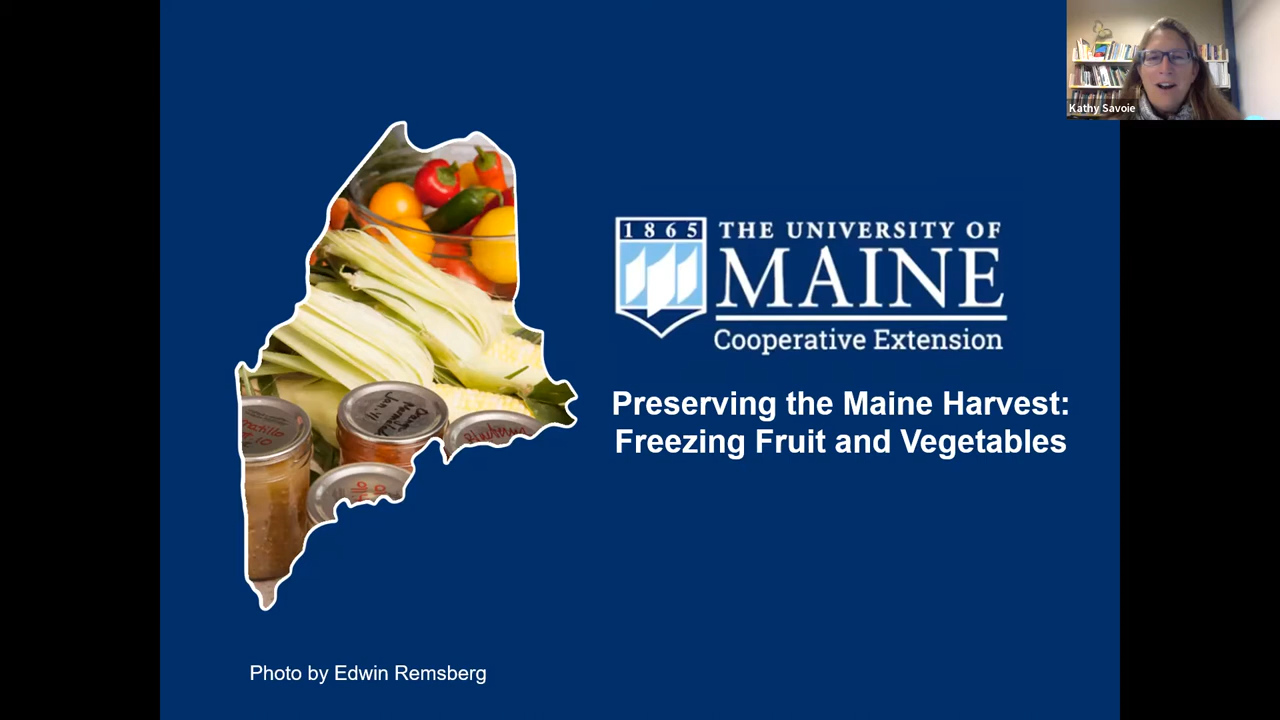 Kathy Savoie
1865
THE UNIVERSITY OF
MAINE
Cooperative Extension
Preserving the Maine Harvest:
Freezing Fruit and Vegetables
Photo by Edwin Remsberg